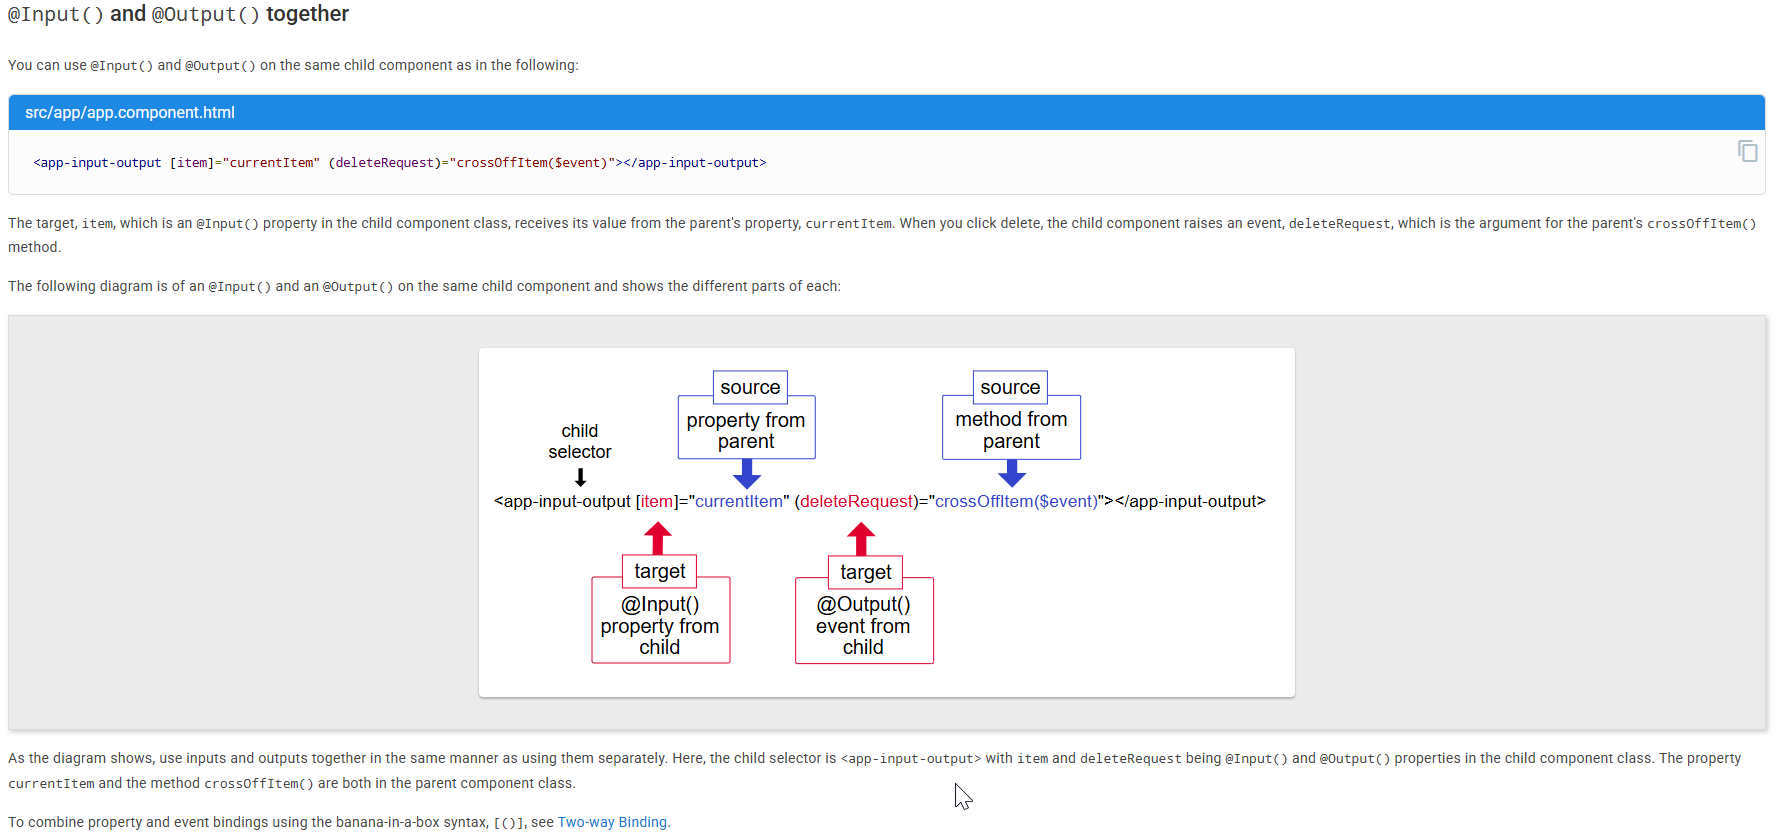 @Input() and @Output() together
You can use @Input() and @Output() on the same child component as in the following:
src/app/app.component.html
<app-input-output [item]="currentItem" (deleteRequest)="crossOffItem($event)"></app-input-output>
The target, item, which is an @Input() property in the child component class, receives its value from the parent's property, currentItem. When you click delete, the child component raises an event, deleteRequest, which is the argument for the parent's crossOffItem()
method.
The following diagram is of an @Input() and an @Output() on the same child component and shows the different parts of each:
source
property from
parent
source
method from
parent
child
selector
<app-input-output [item]="currentItem" (deleteRequest)="crossOffItem($event)"></app-input-output>
target
@Input()
property from
child
target
@Output()
event from
child
As the diagram shows, use inputs and outputs together in the same manner as using them separately. Here, the child selector is <app-input-output> with item and deleteRequest being @Input() and @Output() properties in the child component class. The property
currentItem and the method crossOffItem() are both in the parent component class.
To combine property and event bindings using the banana-in-a-box syntax, [()], see Two-way Binding.